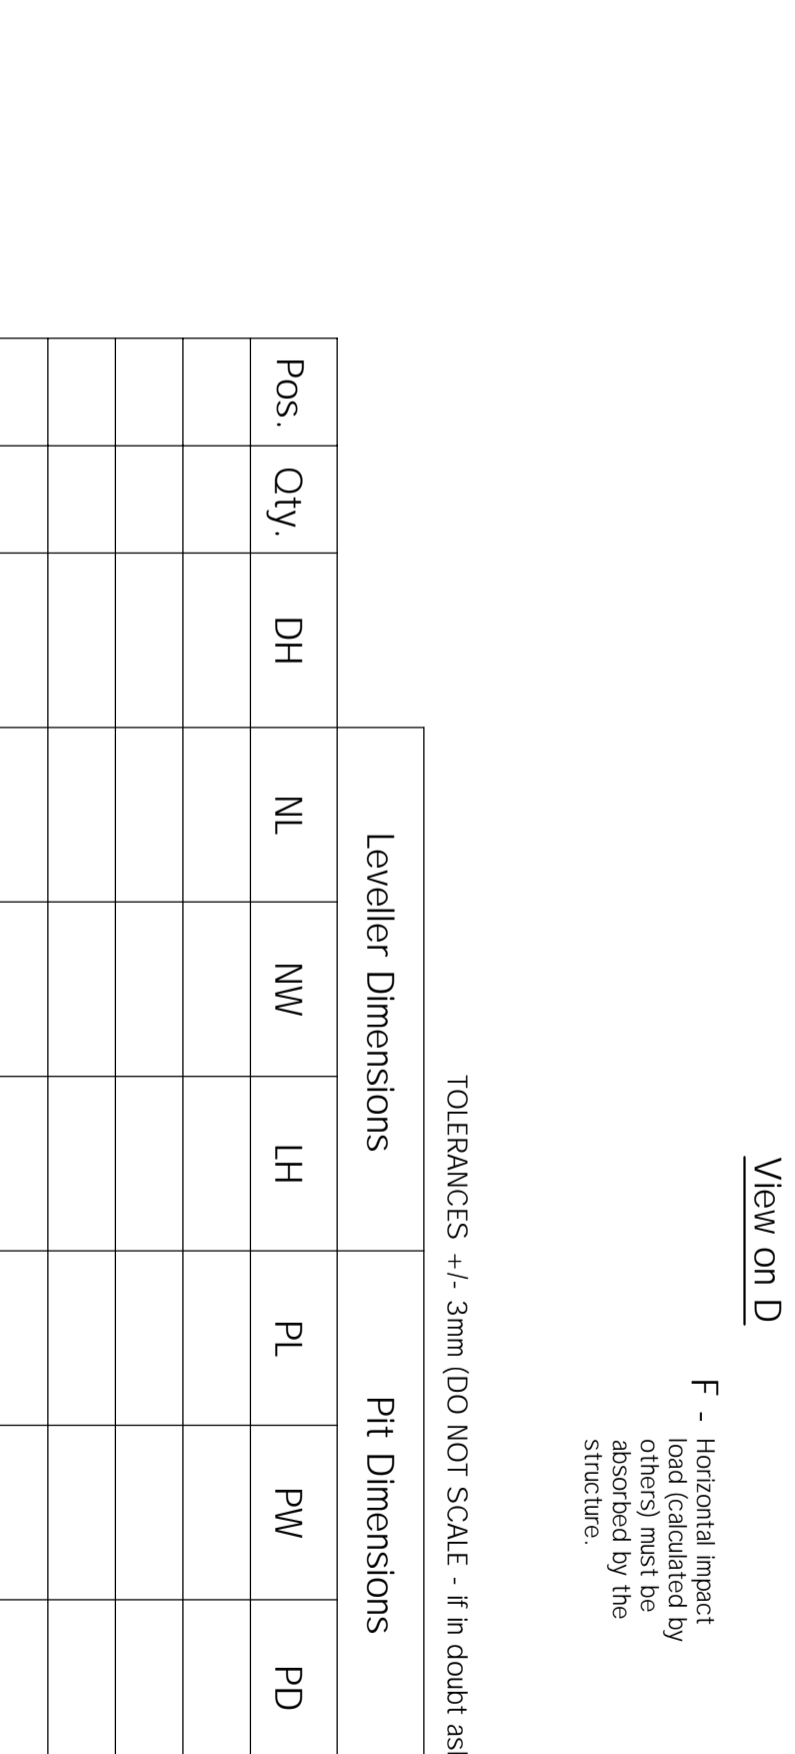 View on D
F - Horizontal impact
load (calculated by
others) must be
absorbed by the
structure.
TOLERANCES +/- 3mm (DO NOT SCALE - if in doubt
Leveller Dimensions Pit Dimensions
Pos. Qty. DH NL NW LH PL PW PD